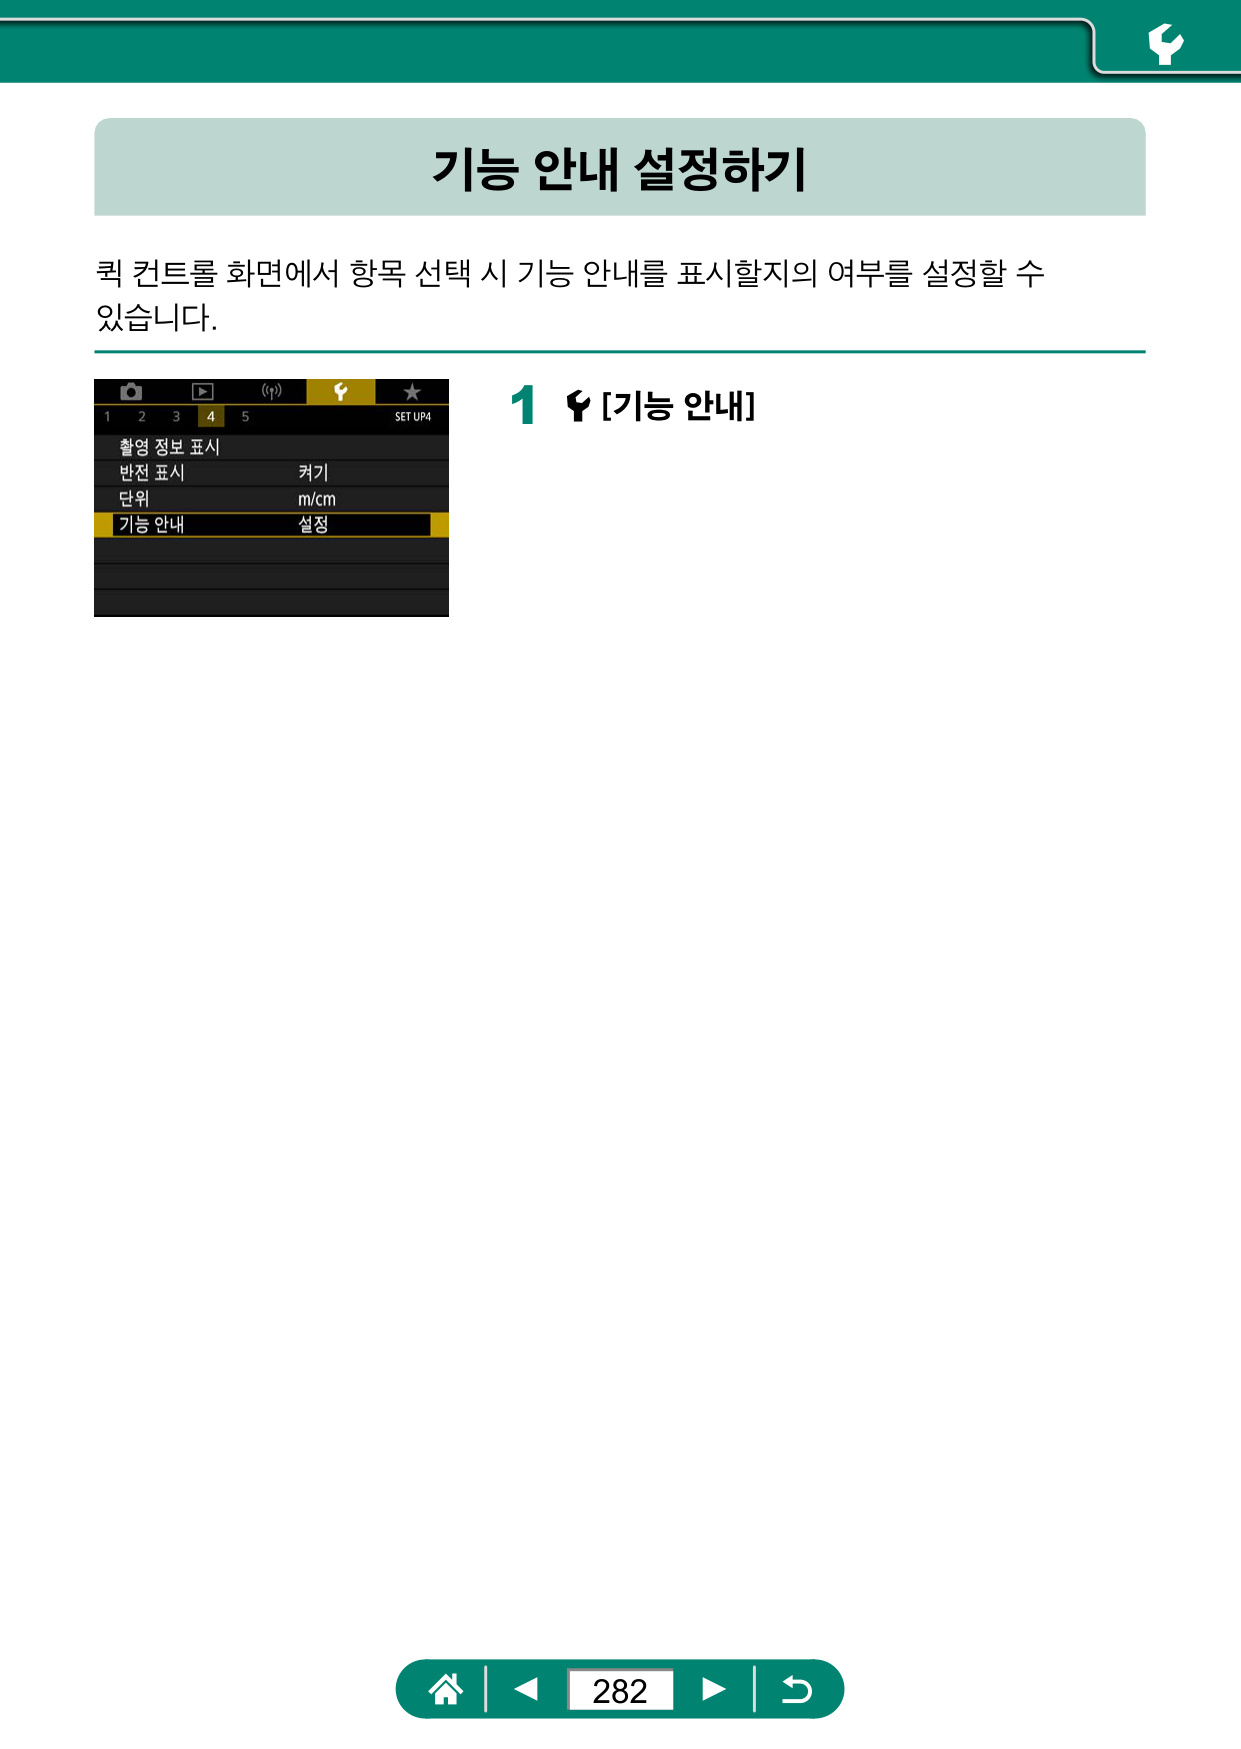 기능 안내 설정하기
퀵 컨트롤 화면에서 항목 선택 시 기능 안내를 표시할지의 여부를 설정할 수
있습니다.
1 2 3 4 5 SET UP4
촬영 정보 표시
반전 표시 켜기
단위 m/cm
기능 안내 설정
1 [기능 안내]
282